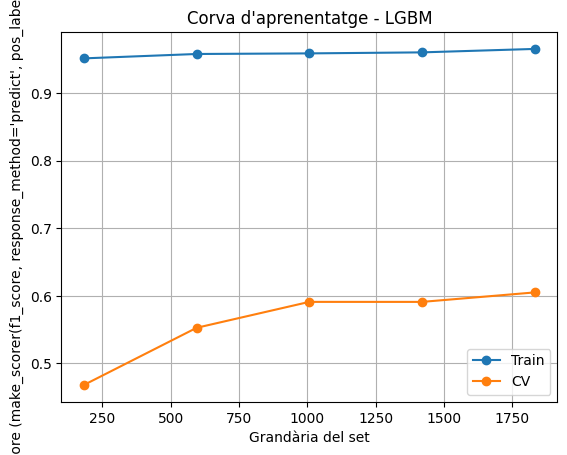 Corva d'aprenentatge - LGBM
ore (make_scorer(f1_score, response_method='predict', pos_labe
0.9
0.8
0.7
0.6
0.5
250
500
750
1000
1250
1500
1750
Grandària del set
Train
CV